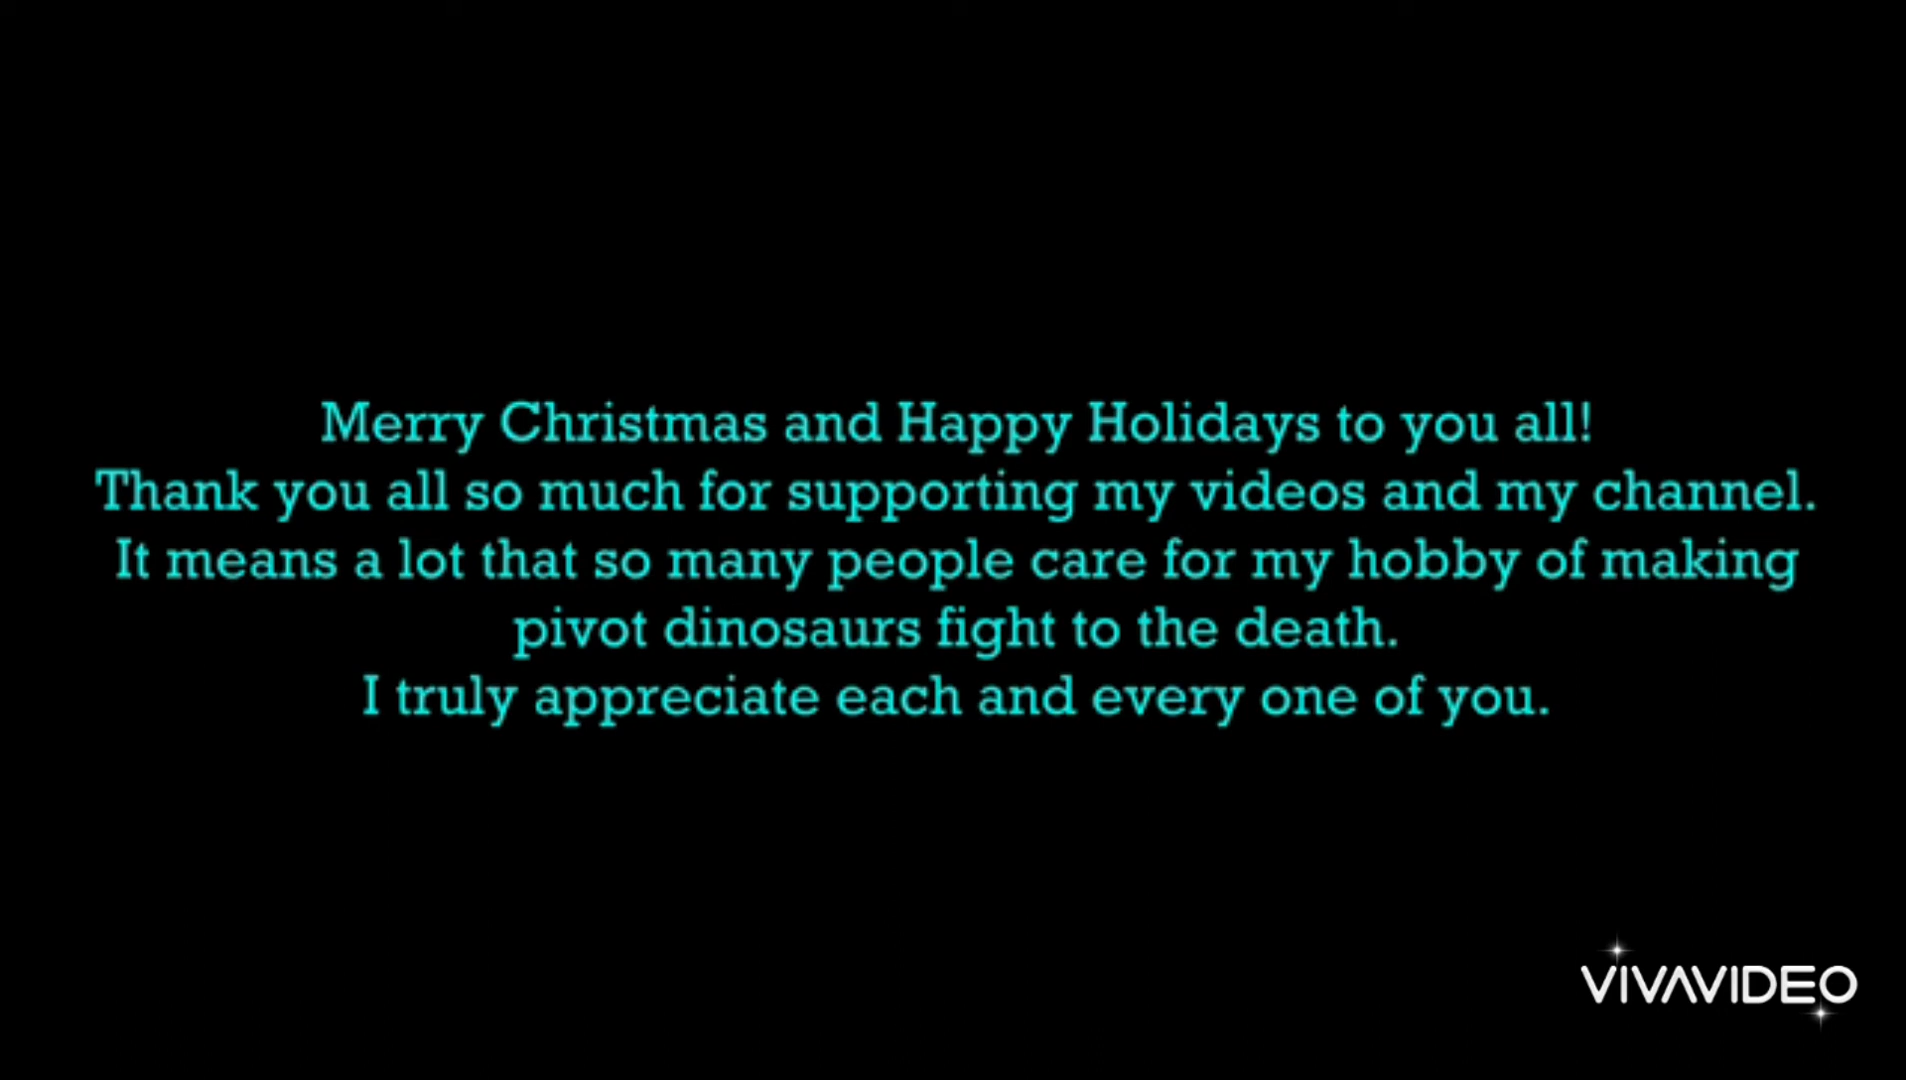 Merry Christmas and Happy Holidays to you all!
Thank you all so much for supporting my videos and my channel.
It means a lot that so many people care for my hobby of making
pivot dinosaurs fight to the death.
I truly appreciate each and every one of you.
VIVAVIDEO